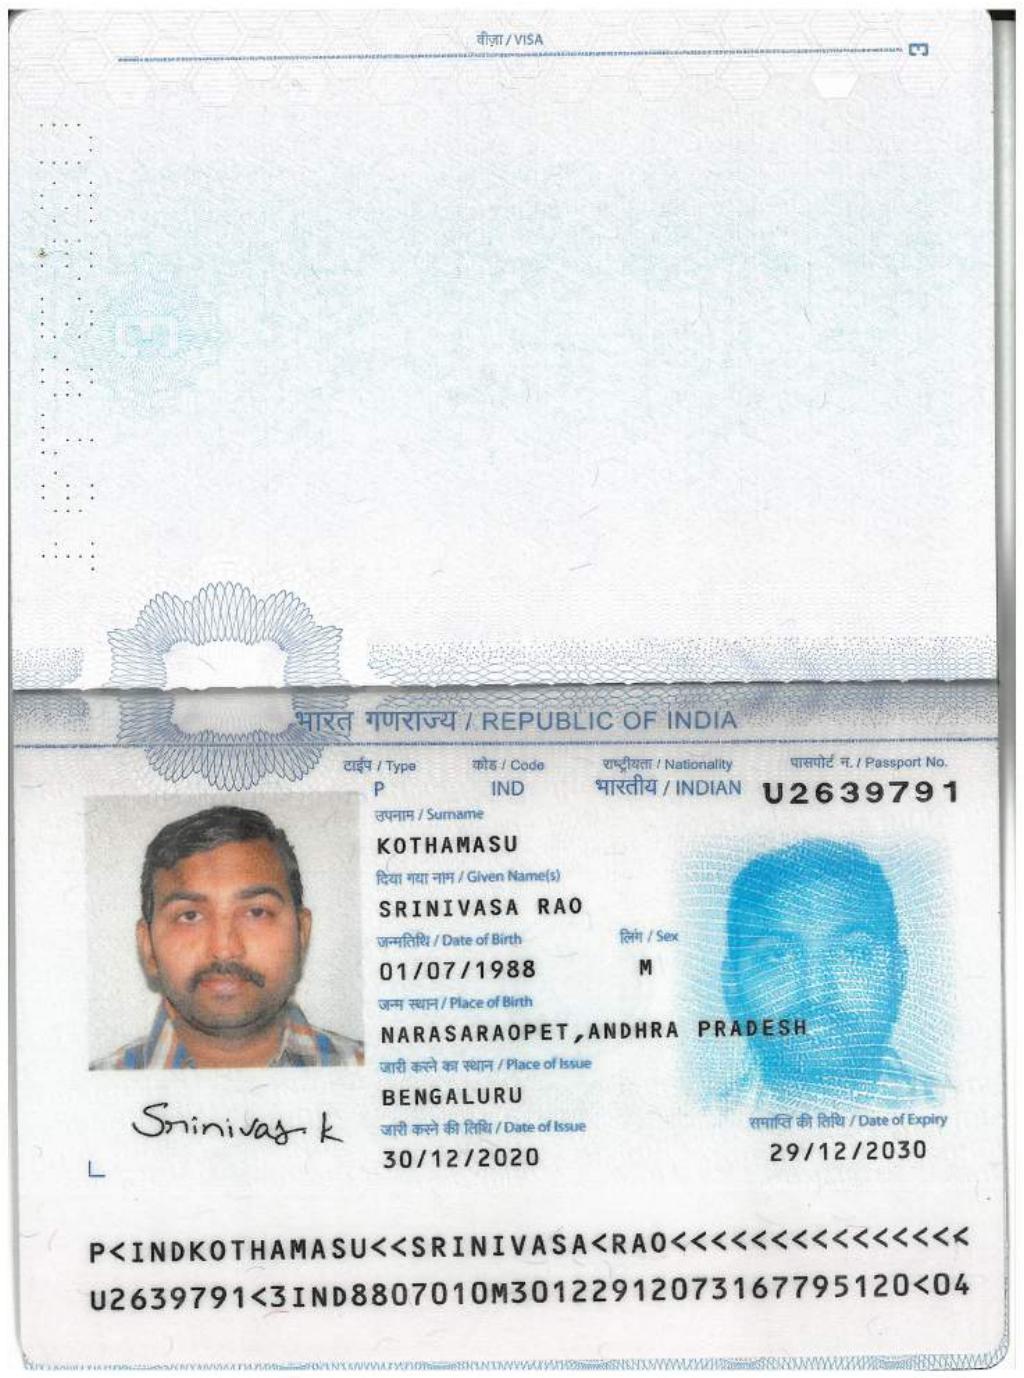 वीज़ा / VISA
3
भारत गणराज्य / REPUBLIC OF INDIA
टाईप / Type कोड / Code राष्ट्रीयता / Nationality पासपोर्ट न. / Passport No.
P IND भारतीय / INDIAN U2639791
उपनाम / Surname
KOTHAMASU
दिया गया नाम / Given Name(s)
SRINIVASA RAO
जन्मतिथि / Date of Birth लिंग / Sex
01/07/1988 M
जन्म स्थान / Place of Birth
NARASARAOPET,ANDHRA PRADESH
जारी करने का स्थान / Place of Issue
BENGALURU
जारी करने की तिथि / Date of Issue समाप्ति की तिथि / Date of Expiry
30/12/2020 29/12/2030
P<INDKOTHAMASU<<SRINIVASA<RAO<<<<<<<<<<<<<<<
U2639791<3IND8807010M30122912073167795120<04